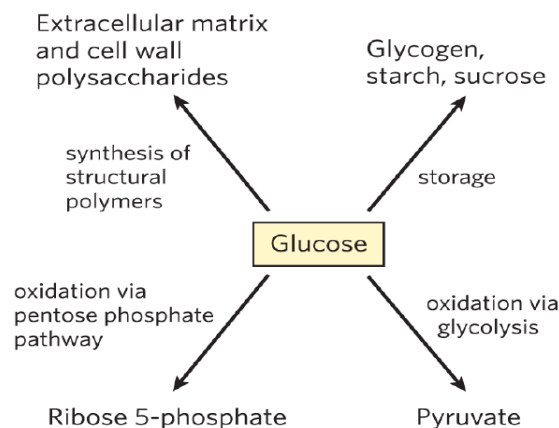 Extracellular matrix
and cell wall
polysaccharides
Glycogen,
starch, sucrose
synthesis of
structural
polymers
storage
Glucose
oxidation via
pentose phosphate
pathway
oxidation via
glycolysis
Ribose 5-phosphate
Pyruvate